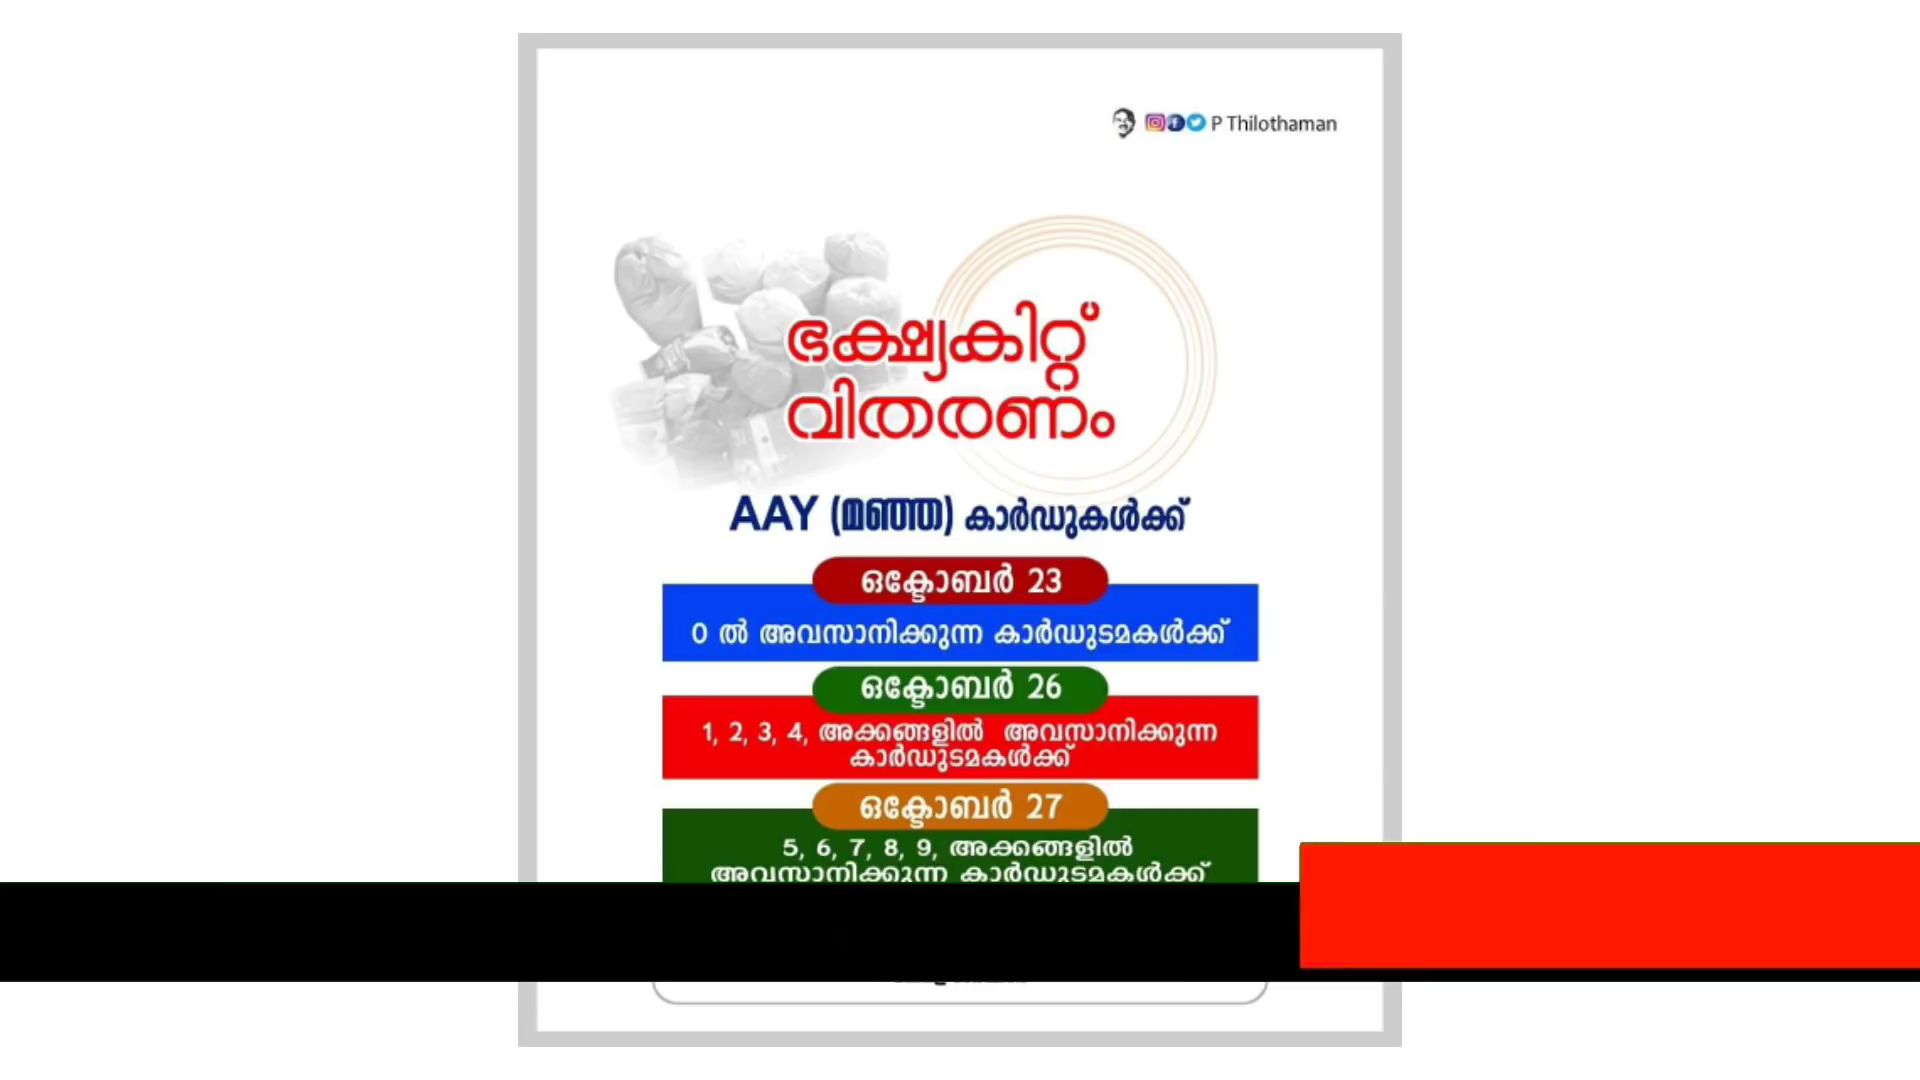 P Thilothaman
ഭക്ഷ്യകിറ്റ്
വിതരണം
AAY (മഞ്ഞ) കാർഡുകൾക്ക്
ഒക്ടോബർ 23
0 ൽ അവസാനിക്കുന്ന കാർഡുടമകൾക്ക്
ഒക്ടോബർ 26
1, 2, 3, 4, അക്കങ്ങളിൽ അവസാനിക്കുന്ന
കാർഡുടമകൾക്ക്
ഒക്ടോബർ 27
5, 6, 7, 8, 9, അക്കങ്ങളിൽ
അവസാനിക്കുന്ന കാർഡുടമകൾക്ക്